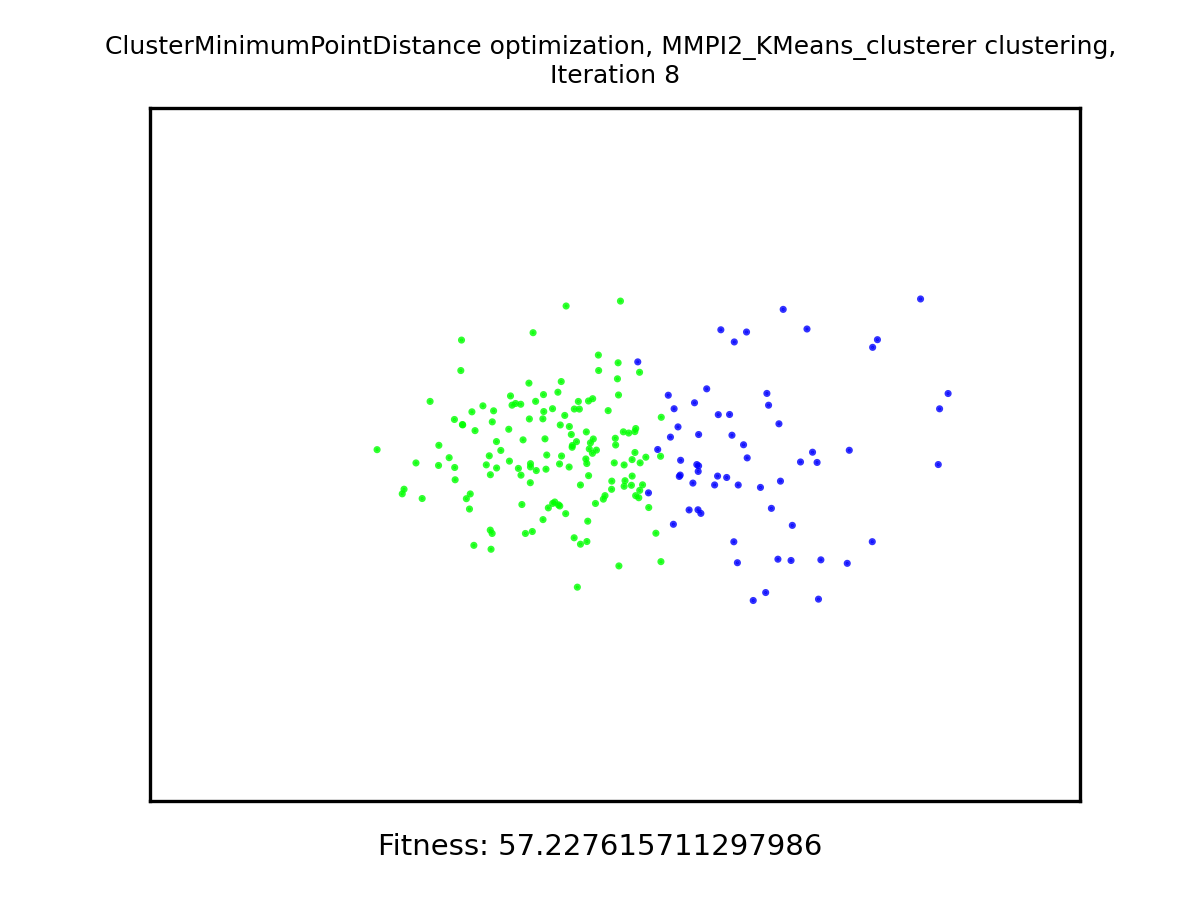 ClusterMinimumPointDistance optimization, MMPI2_KMeans_clusterer clustering,
Iteration 8
Fitness: 57.227615711297986